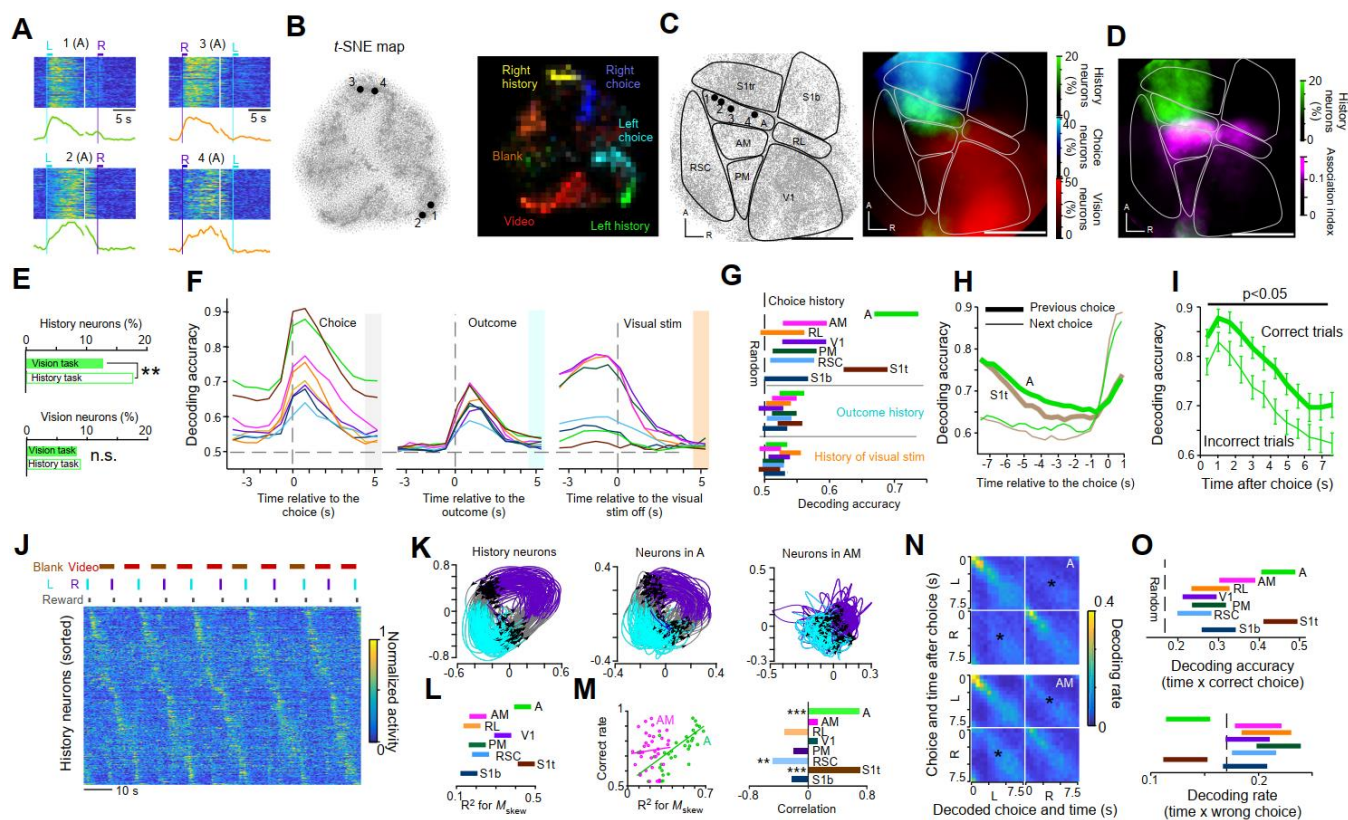 A
L
1 (A)
R
R
3 (A)
L
5 s
5 s
R
2 (A)
L
R
4 (A)
L
B
t-SNE map
3
4
1
2
Right
history
Right
choice
Left
choice
Blank
Video
Left history
C
S1tr
S1b
1
2
3
4
A
AM
RL
RSC
PM
V1
A
R
A
R
20
History
neurons
(%)
0
40
Choice
neurons
(%)
0
50
Vision
neurons
(%)
0
D
A
R
20
History
neurons
(%)
0
0.1
Association index
0
E
History neurons (%)
0 10 20
Vision task
History task
**
Vision neurons (%)
0 10 20
Vision task
History task
n.s.
F
Decoding accuracy
0.9
0.8
0.7
0.6
0.5
Choice
Outcome
Visual stim
-3 0 5
-3 0 5
-3 0 5
Time relative to the
choice (s)
Time relative to the
outcome (s)
Time relative to the visual
stim off (s)
G
Choice history
A
AM
RL
V1
PM
RSC
S1t
S1b
Random
Outcome history
History of visual stim
0.5 0.6 0.7
Decoding accuracy
H
Decoding accuracy
0.9
0.8
0.7
0.6
Previous choice
Next choice
A
S1t
-7 -5 -4 -3 -2 0 1
Time relative to the choice (s)
I
p<0.05
Decoding accuracy
0.9
0.8
0.7
0.6
Correct trials
Incorrect trials
0 1 2 3 4 5 6 7
Time after choice (s)
J
Blank Video
L R
Reward
History neurons (sorted)
10 s
1
Normalized activity
0
K
History neurons
Neurons in A
Neurons in AM
0.8
0.4
0
-0.4
-0.8
-0.6 0 0.6
0.4
0
-0.4
-0.4 0 0.4
0.3
0
-0.3
-0.3 0 0.3
L
A
AM
RL
V1
PM
RSC
S1t
S1b
0.1 0.5
R² for Mskew
M
Correct rate
1
0.5
AM
A
0 0.7
R² for Mskew
***
A
AM
RL
V1
PM
**
RSC
***
S1t
S1b
-0.8 0 0.8
Correlation
N
Choice and time after choice (s)
0
L
7.5
0
R
7.5
A
*
*
0
L
7.5
0
R
7.5
AM
*
*
0 7.5 0 7.5
L R
Decoded choice and time (s)
0.4
Decoding rate
0
O
Random
A
AM
RL
V1
PM
RSC
S1t
S1b
0.2 0.3 0.4 0.5
Decoding accuracy
(time x correct choice)
0.1 0.2
Decoding rate
(time x wrong choice)